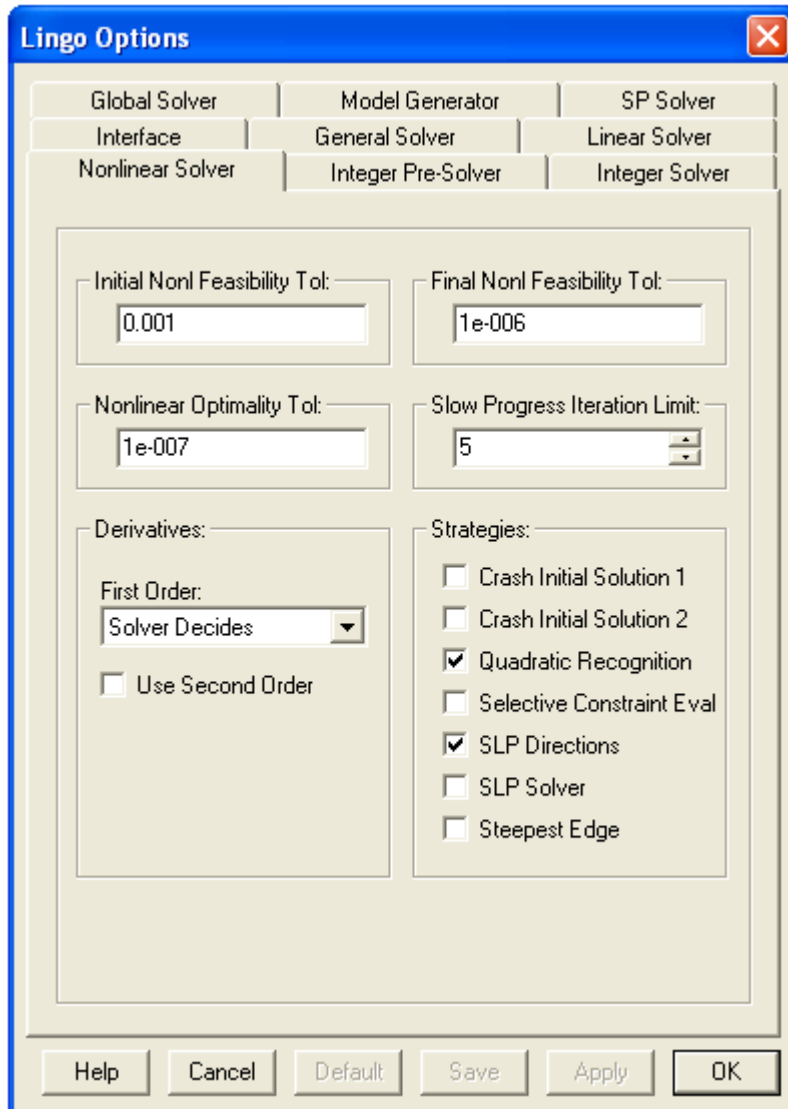 Lingo Options
Global Solver
Model Generator
SP Solver
Interface
General Solver
Linear Solver
Nonlinear Solver
Integer Pre-Solver
Integer Solver
Initial Nonl Feasibility Tol:
0.001
Final Nonl Feasibility Tol:
1e-006
Nonlinear Optimality Tol:
1e-007
Slow Progress Iteration Limit:
5
Derivatives:
First Order:
Solver Decides
Use Second Order
Strategies:
Crash Initial Solution 1
Crash Initial Solution 2
Quadratic Recognition
Selective Constraint Eval
SLP Directions
SLP Solver
Steepest Edge
Help
Cancel
Default
Save
Apply
OK